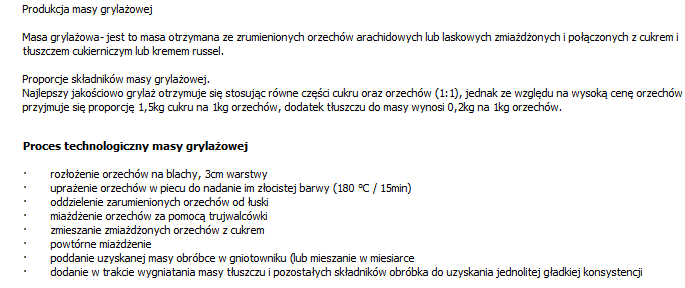 Produkcja masy grylażowej
Masa grylażowa- jest to masa otrzymana ze zrumienionych orzechów arachidowych lub laskowych zmiażdżonych i połączonych z cukrem i
tłuszczem cukierniczym lub kremem russel.
Proporcje składników masy grylażowej.
Najlepszy jakościowo grylaż otrzymuje się stosując równe części cukru oraz orzechów (1:1), jednak ze względu na wysoką cenę orzechów
przyjmuje się proporcję 1,5kg cukru na 1kg orzechów, dodatek tłuszczu do masy wynosi 0,2kg na 1kg orzechów.
Proces technologiczny masy grylażowej
· rozłożenie orzechów na blachy, 3cm warstwy
· uprażenie orzechów w piecu do nadanie im złocistej barwy (180 °C / 15min)
· oddzielenie zarumienionych orzechów od łuski
· miażdżenie orzechów za pomocą trujwalcówki
· zmieszanie zmiażdżonych orzechów z cukrem
· powtórne miażdżenie
· poddanie uzyskanej masy obróbce w gniotowniku (lub mieszanie w miesiarce
· dodanie w trakcie wygniatania masy tłuszczu i pozostałych składników obróbka do uzyskania jednolitej gładkiej konsystencji